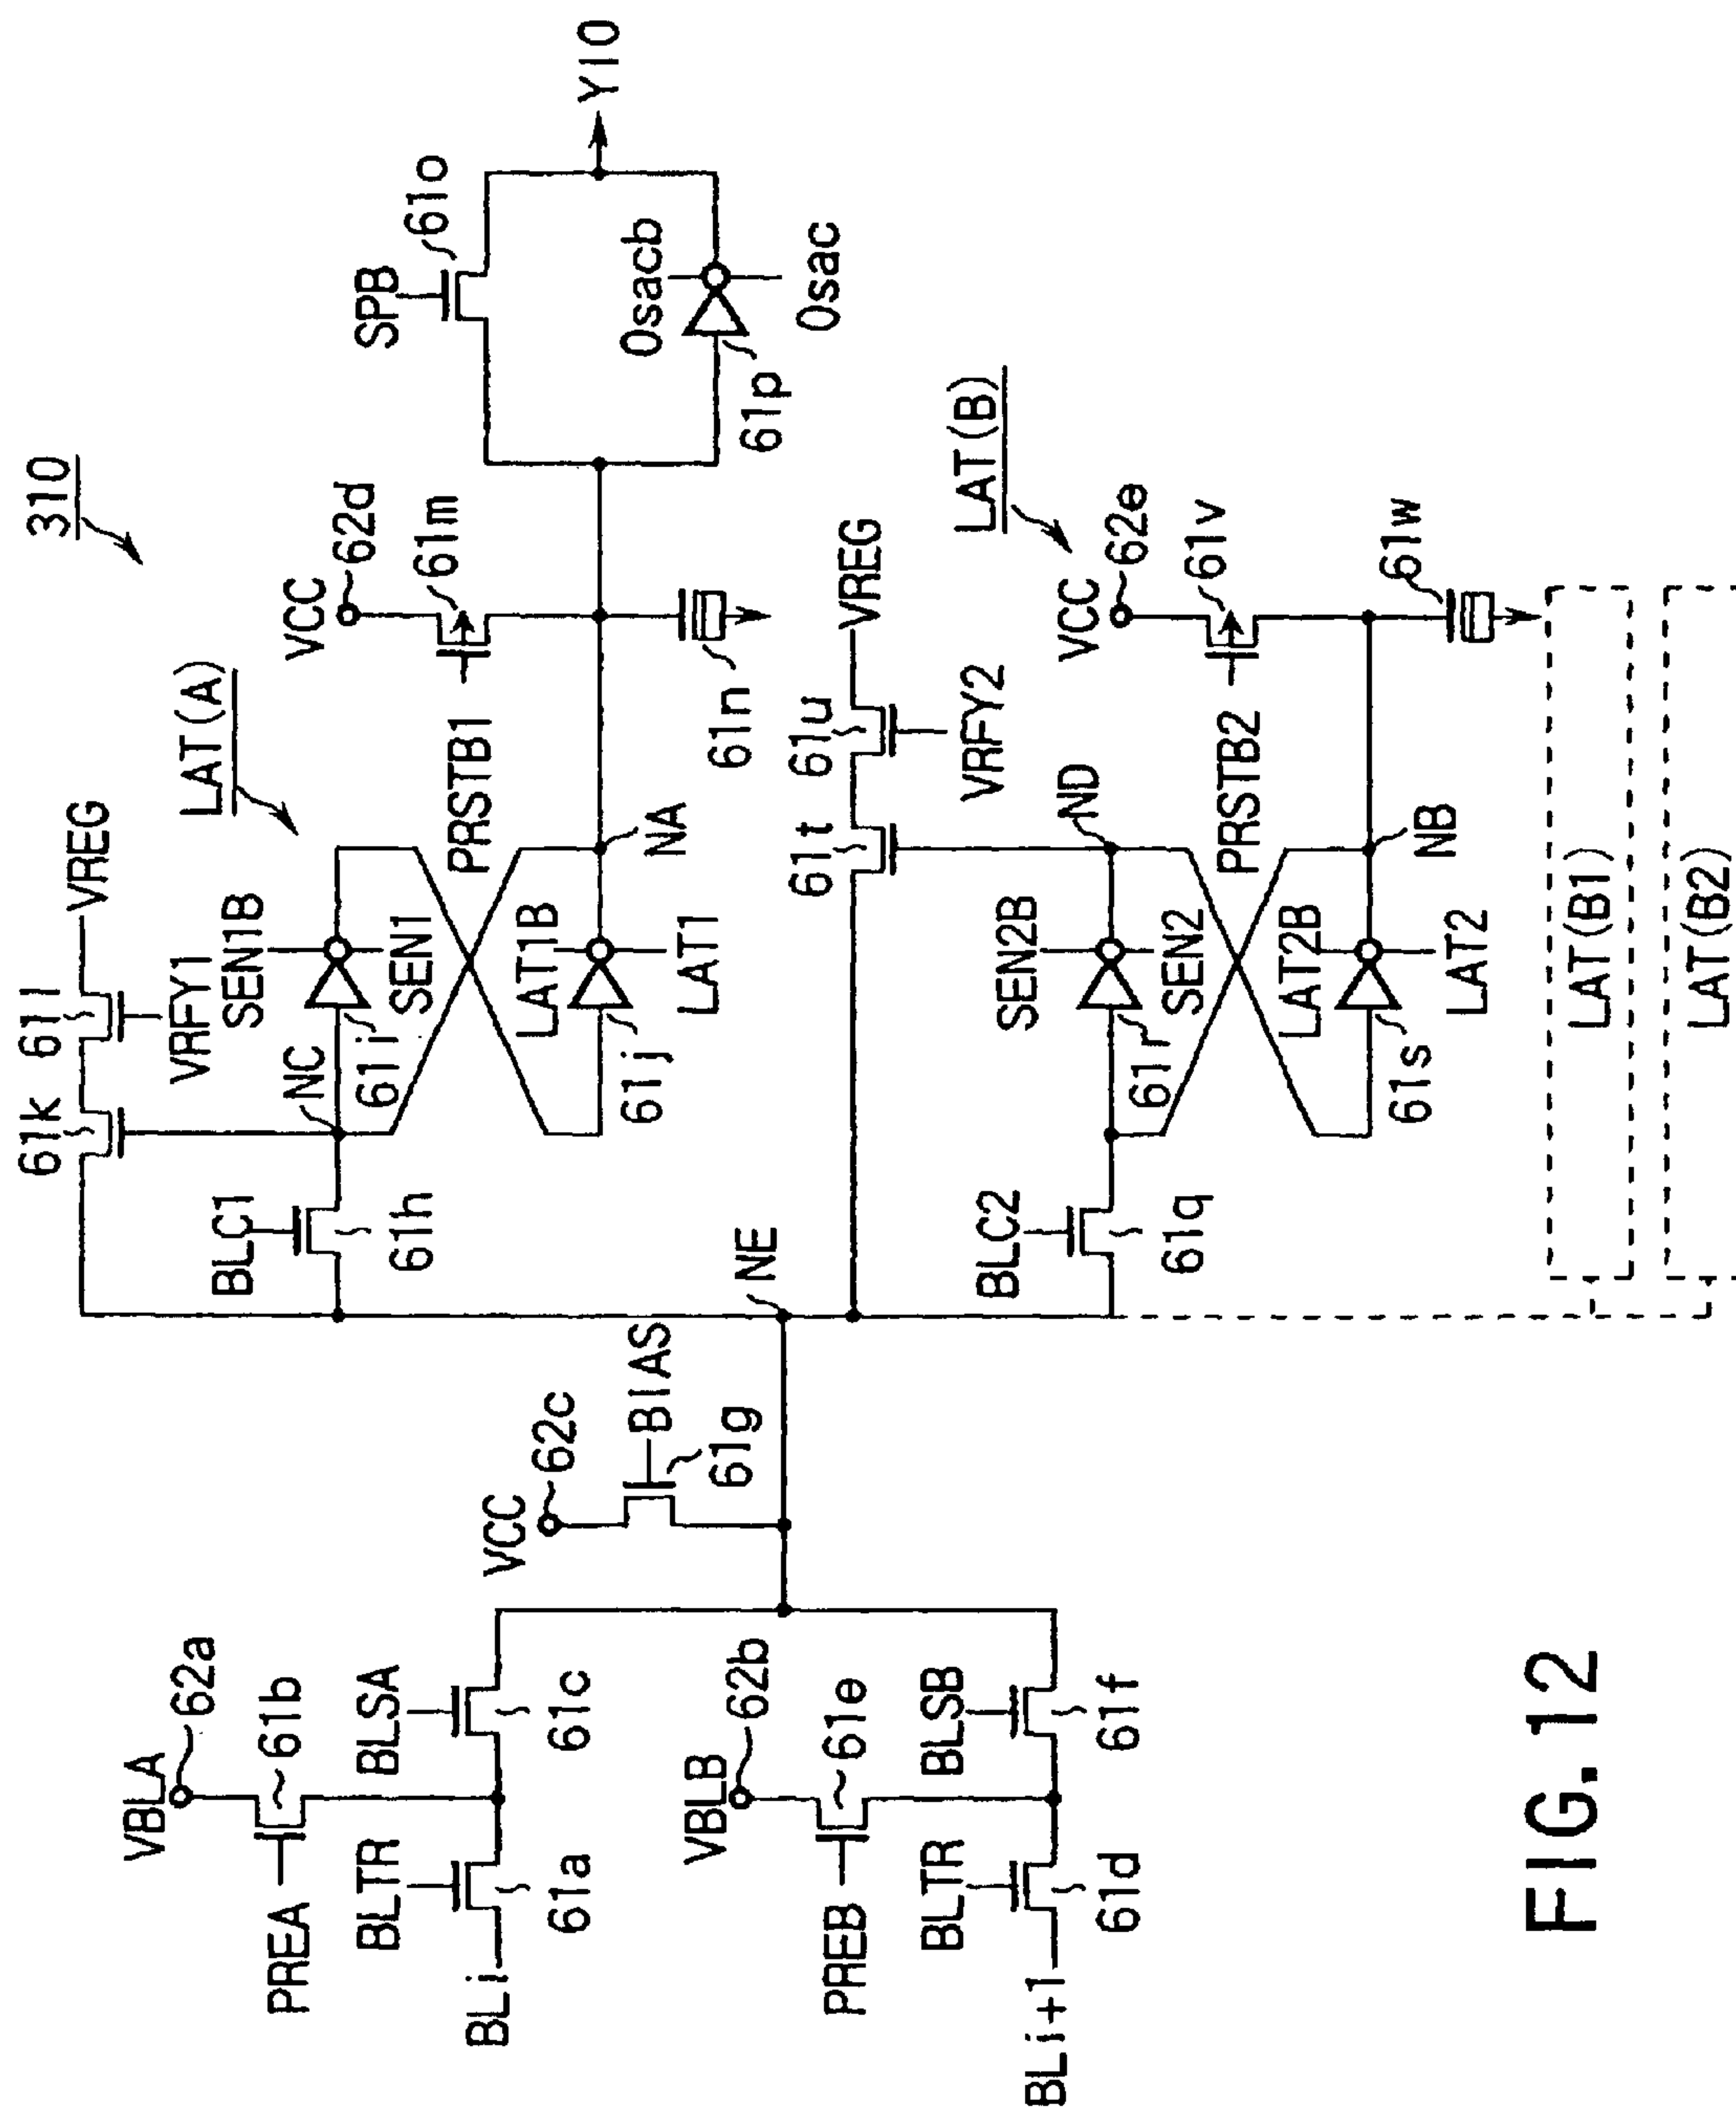 310
VREG
61k
61l
VRFY1
LAT(A)
VCC
62d
61m
PRSTB1
SEN1B
NC
61i
SEN1
BLC1
61h
LAT1B
61j
LAT1
NA
61n
SPB
61o
YIO
Osacb
61p
Osac
VBLA
62a
61b
PREA
BLTR
BLSA
BLi
61a
61c
VCC
62c
BIAS
61g
NE
VREG
61t
61u
VRFY2
LAT(B)
VBLB
62b
61e
PREB
BLTR
BLSB
BLi+1
61d
61f
BLC2
61q
SEN2B
ND
61r
SEN2
VCC
62e
61v
PRSTB2
61w
LAT2B
61s
LAT2
NB
LAT(B1)
LAT(B2)
FIG.12